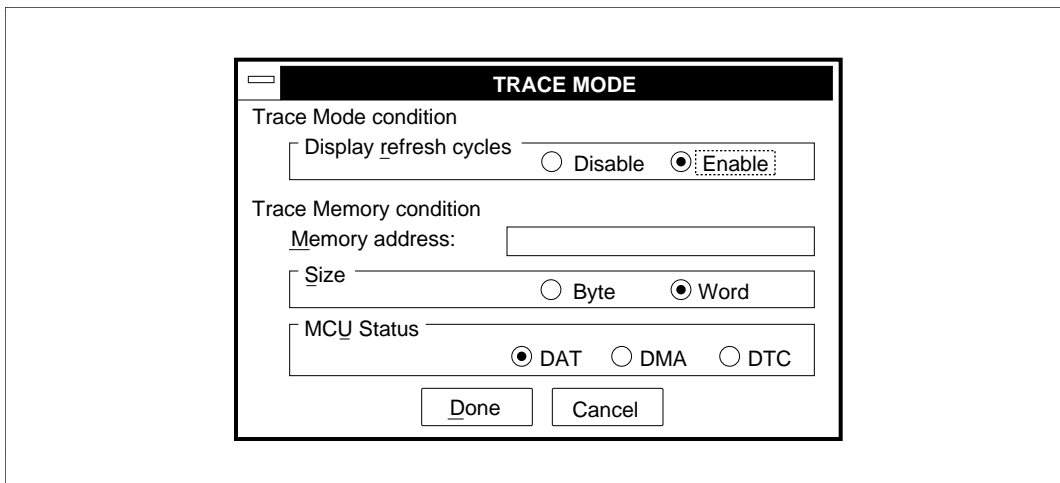 TRACE MODE
Trace Mode condition
Display refresh cycles
Disable Enable
Trace Memory condition
Memory address:
Size
Byte Word
MCU Status
DAT DMA DTC
Done Cancel